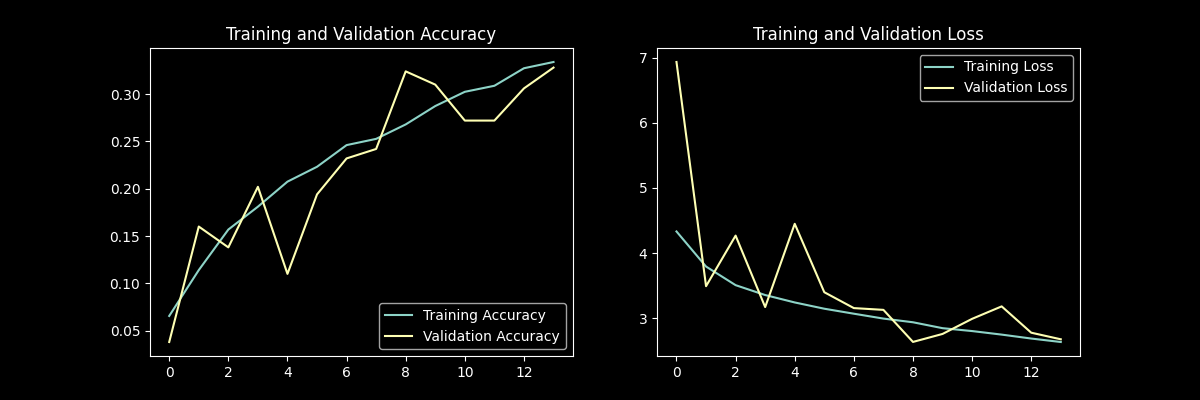 Training and Validation Accuracy
0.30
0.25
0.20
0.15
0.10
0.05
0 2 4 6 8 10 12
Training Accuracy
Validation Accuracy
Training and Validation Loss
7
6
5
4
3
0 2 4 6 8 10 12
Training Loss
Validation Loss